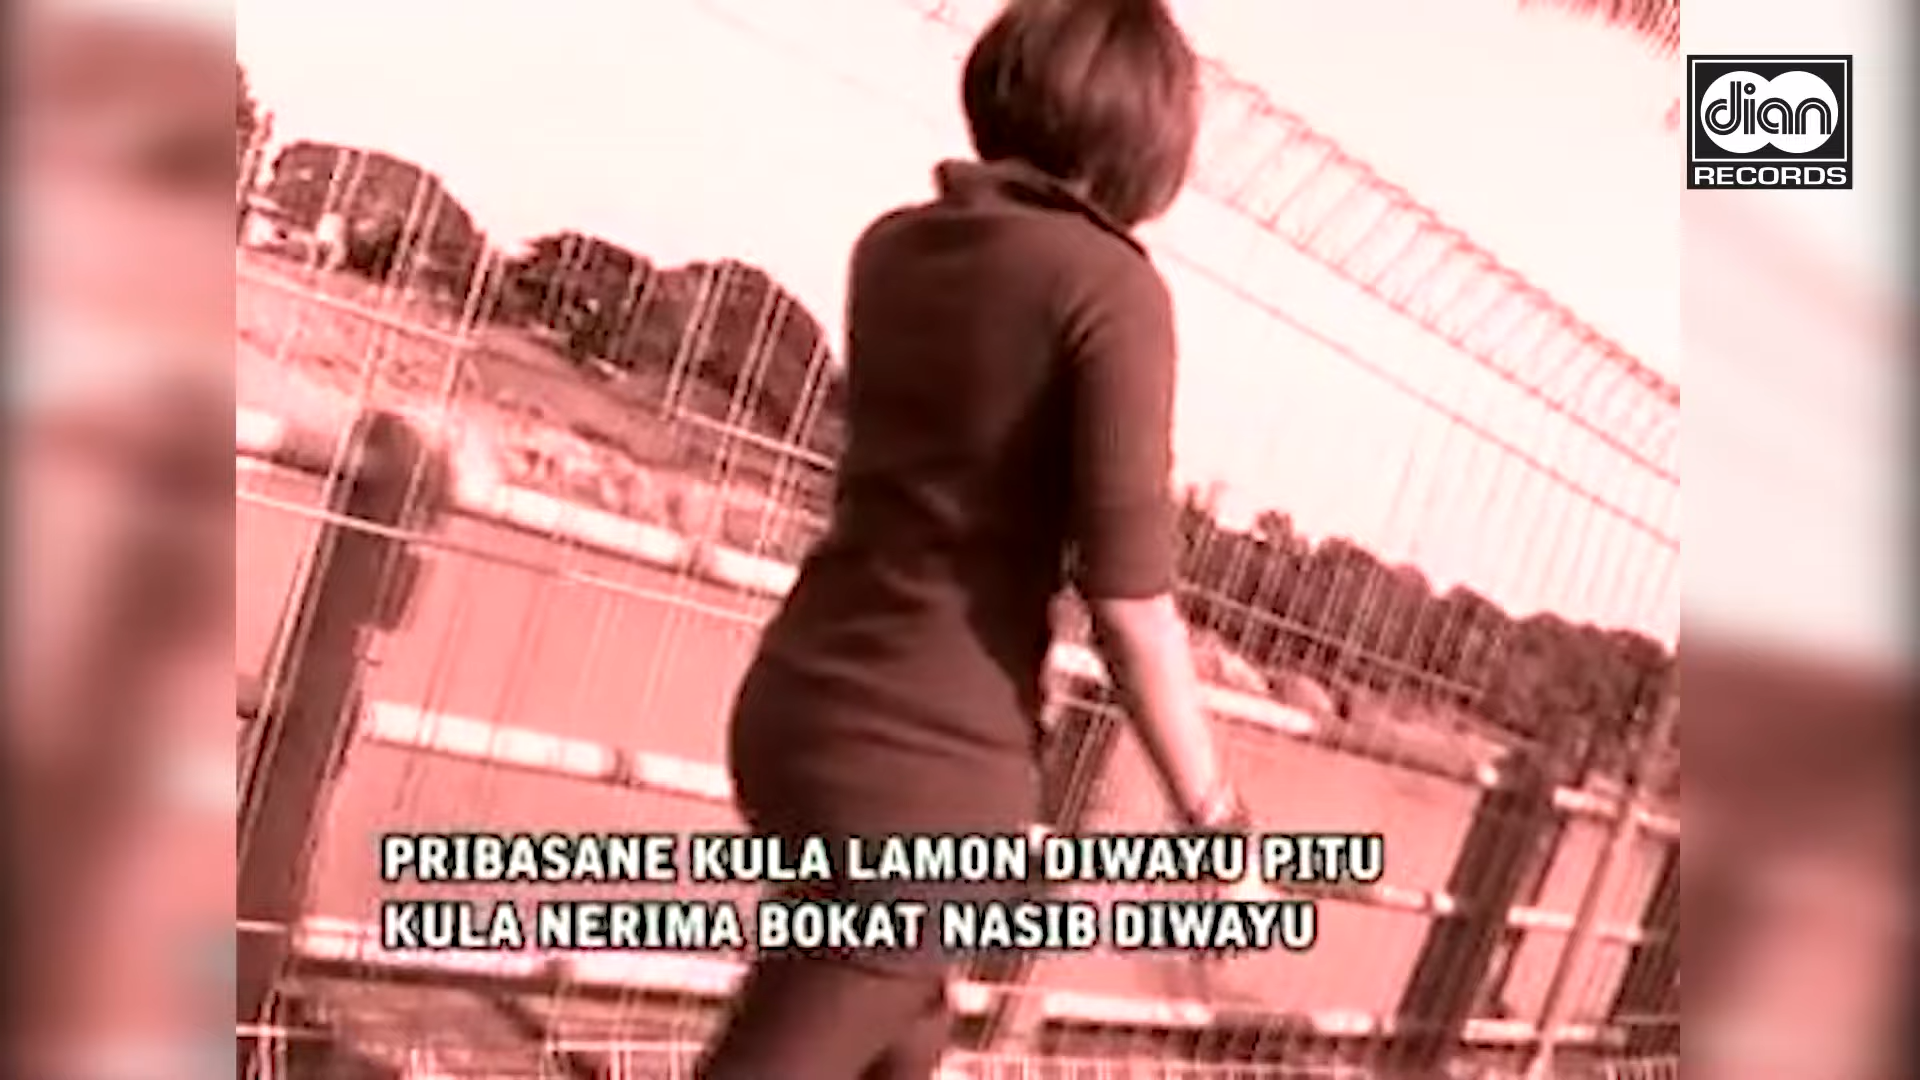 dian
RECORDS
PRIBASANE KULA LAMON DIWAYU PITU
KULA NERIMA BOKAT NASIB DIWAYU